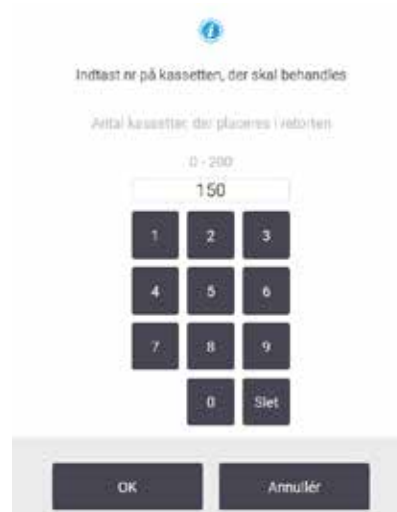 i
Indtast nr på kassetten, der skal behandles
Antal kassetter, der placeres i retorten
0 - 200
150
1 2 3
4 5 6
7 8 9
0 Slet
OK Annullér